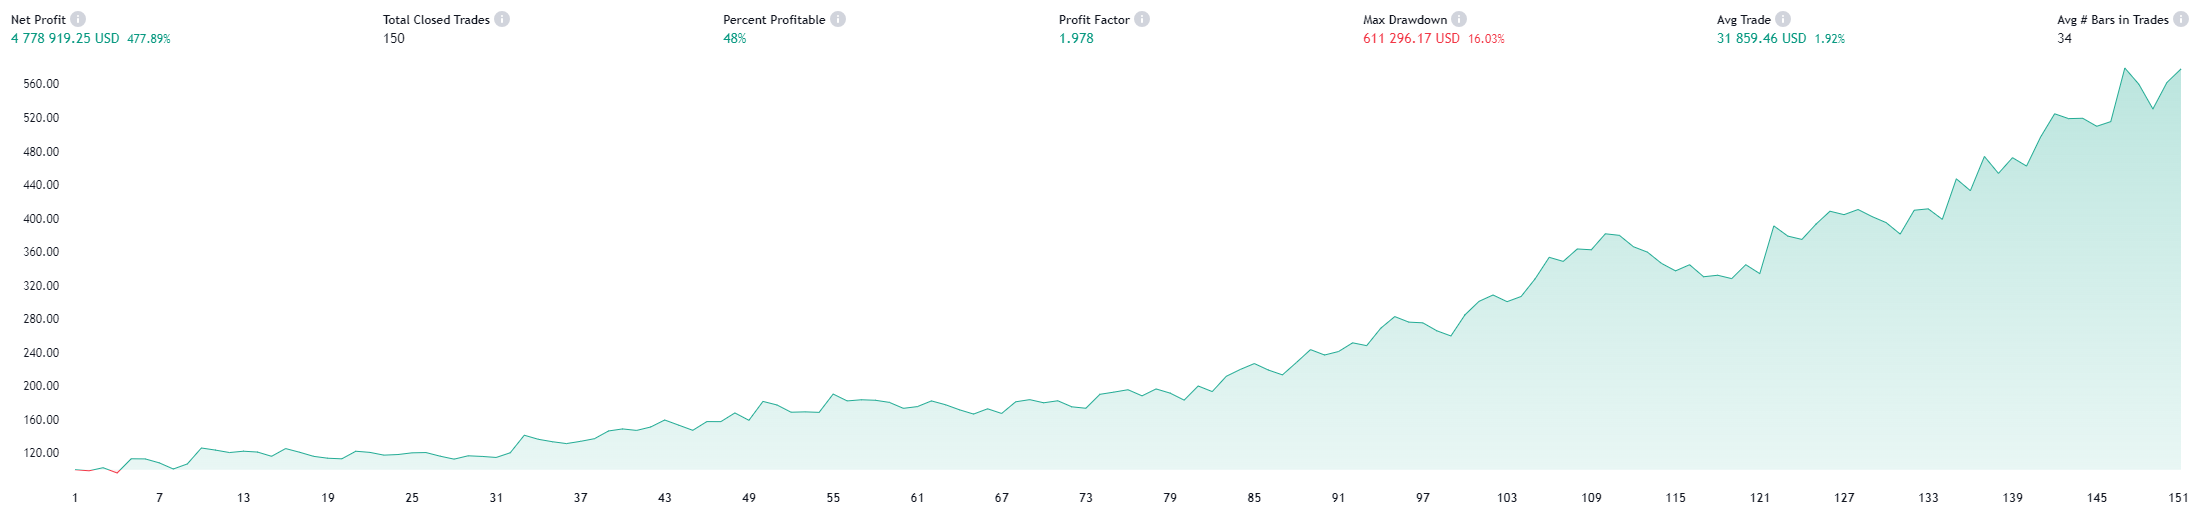 Net Profit
4 778 919.25 USD 477.89%
Total Closed Trades
150
Percent Profitable
48%
Profit Factor
1.978
Max Drawdown
611 296.17 USD 16.03%
Avg Trade
31 859.46 USD 1.92%
Avg # Bars in Trades
34
560.00
520.00
480.00
440.00
400.00
360.00
320.00
280.00
240.00
200.00
160.00
120.00
1 7 13 19 25 31 37 43 49 55 61 67 73 79 85 91 97 103 109 115 121 127 133 139 145 151